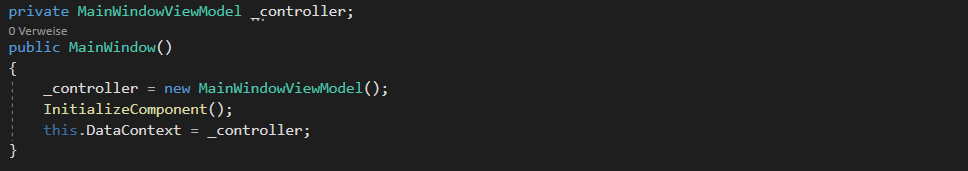 private MainWindowViewModel _controller;
0 Verweise
public MainWindow()
{
_controller = new MainWindowViewModel();
InitializeComponent();
this.DataContext = _controller;
}